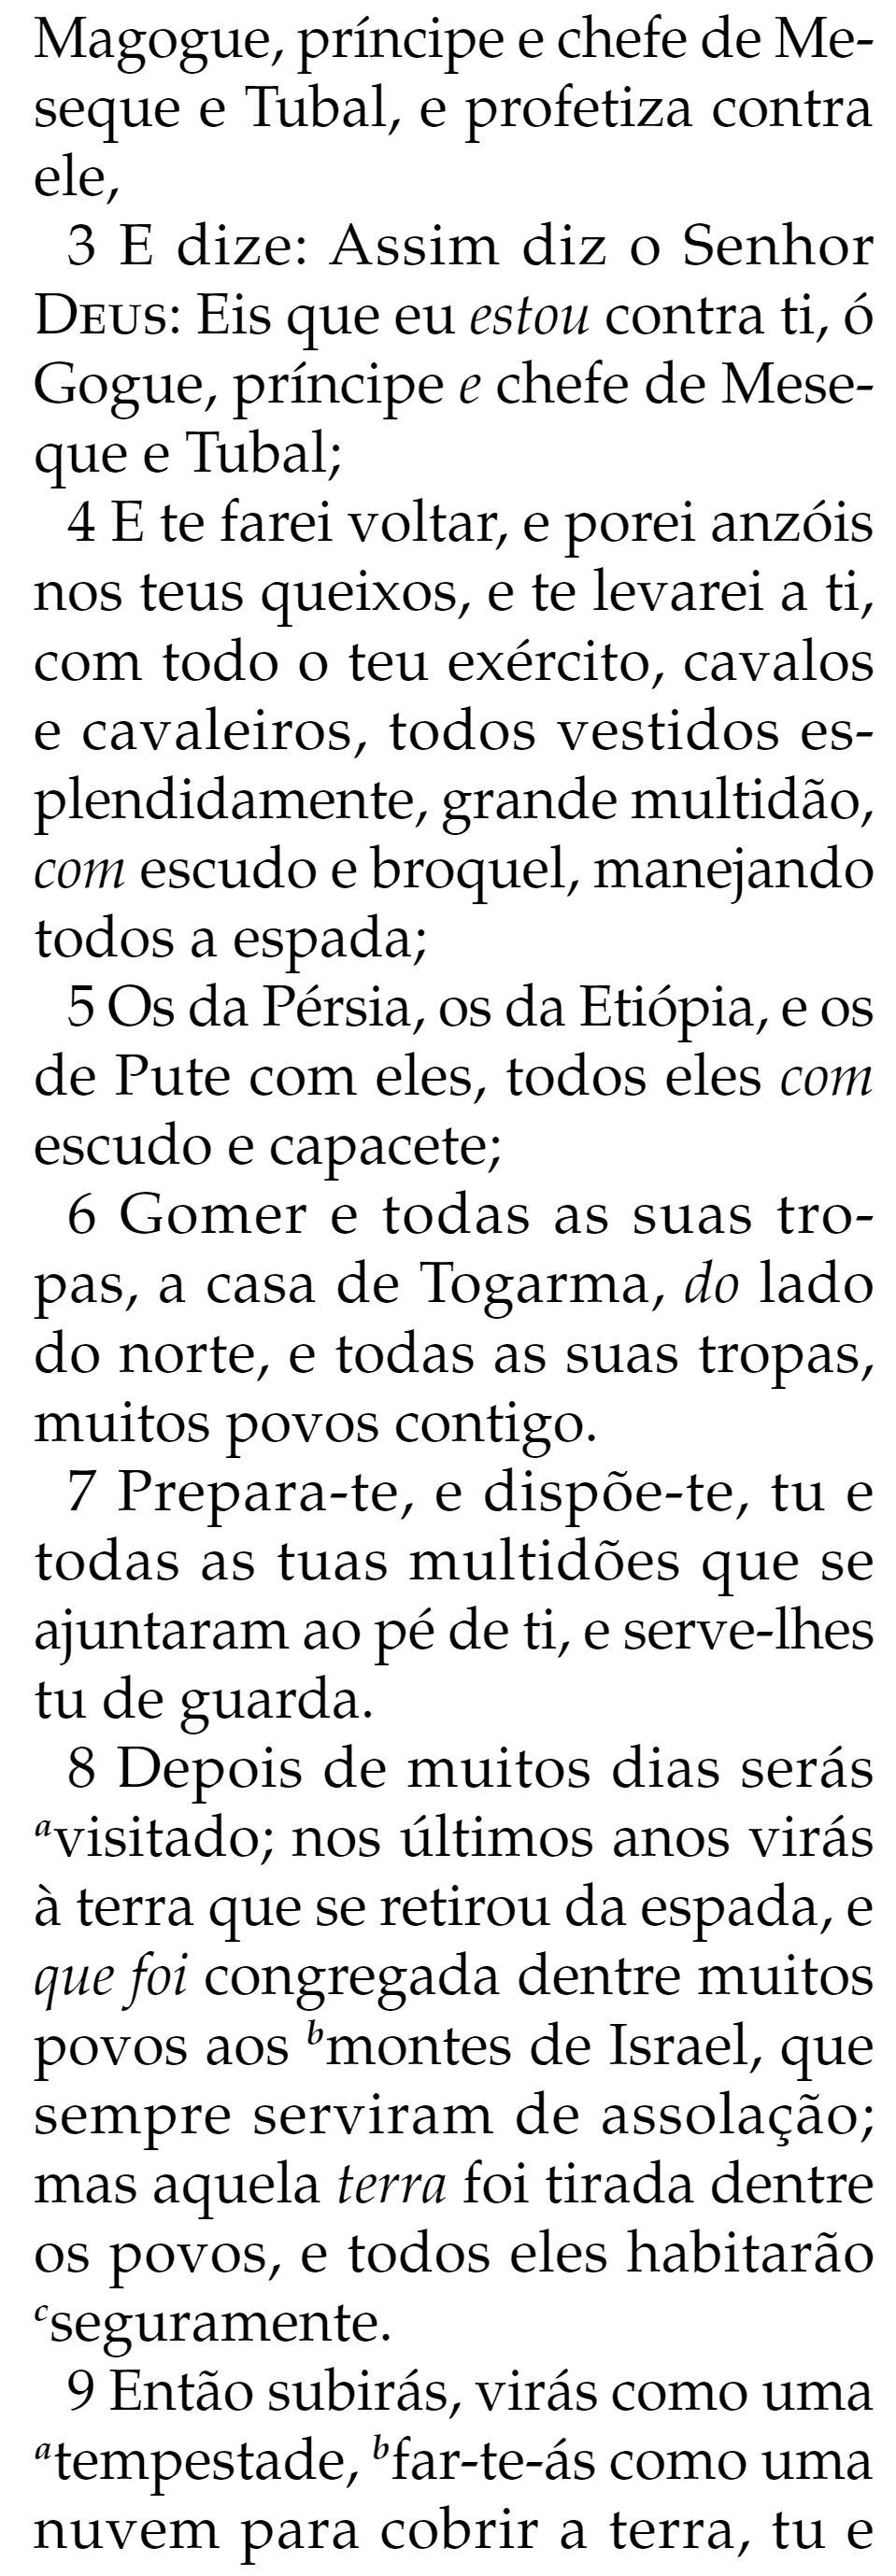 Magogue, príncipe e chefe de Me-
seque e Tubal, e profetiza contra
ele,
3 E dize: Assim diz o Senhor
Deus: Eis que eu estou contra ti, ó
Gogue, príncipe e chefe de Mese-
que e Tubal;
4 E te farei voltar, e porei anzóis
nos teus queixos, e te levarei a ti,
com todo o teu exército, cavalos
e cavaleiros, todos vestidos es-
plendidamente, grande multidão,
com escudo e broquel, manejando
todos a espada;
5 Os da Pérsia, os da Etiópia, e os
de Pute com eles, todos eles com
escudo e capacete;
6 Gomer e todas as suas tro-
pas, a casa de Togarma, do lado
do norte, e todas as suas tropas,
muitos povos contigo.
7 Prepara-te, e dispõe-te, tu e
todas as tuas multidões que se
ajuntaram ao pé de ti, e serve-lhes
tu de guarda.
8 Depois de muitos dias serás
avisitado; nos últimos anos virás
à terra que se retirou da espada, e
que foi congregada dentre muitos
povos aos bmontes de Israel, que
sempre serviram de assolação;
mas aquela terra foi tirada dentre
os povos, e todos eles habitarão
cseguramente.
9 Então subirás, virás como uma
atempestade, bfar-te-ás como uma
nuvem para cobrir a terra, tu e